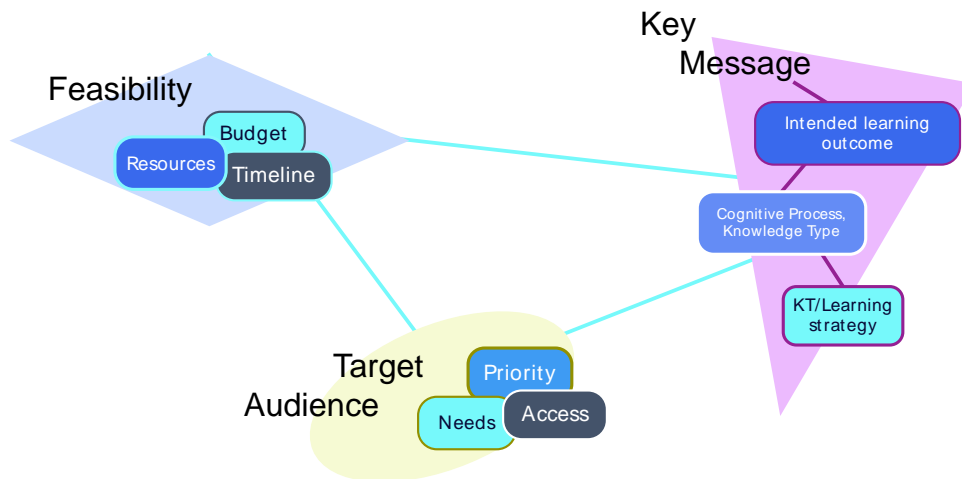 Feasibility
Budget
Resources
Timeline
Key
Message
Intended learning
outcome
Cognitive Process,
Knowledge Type
KT/Learning
strategy
Target
Audience
Priority
Needs
Access